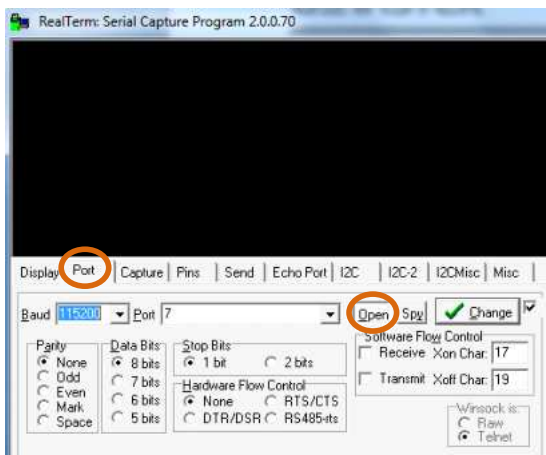 RealTerm: Serial Capture Program 2.0.0.70
Display Port Capture Pins Send Echo Port I2C I2C-2 I2CMisc Misc
Baud 115200 Port 7 Open Spy Change
Parity
None
Odd
Even
Mark
Space
Data Bits
8 bits
7 bits
6 bits
5 bits
Stop Bits
1 bit 2 bits
Hardware Flow Control
None RTS/CTS
DTR/DSR RS485-rts
Software Flow Control
Receive Xon Char: 17
Transmit Xoff Char: 19
Winsock is:
Raw
Telnet